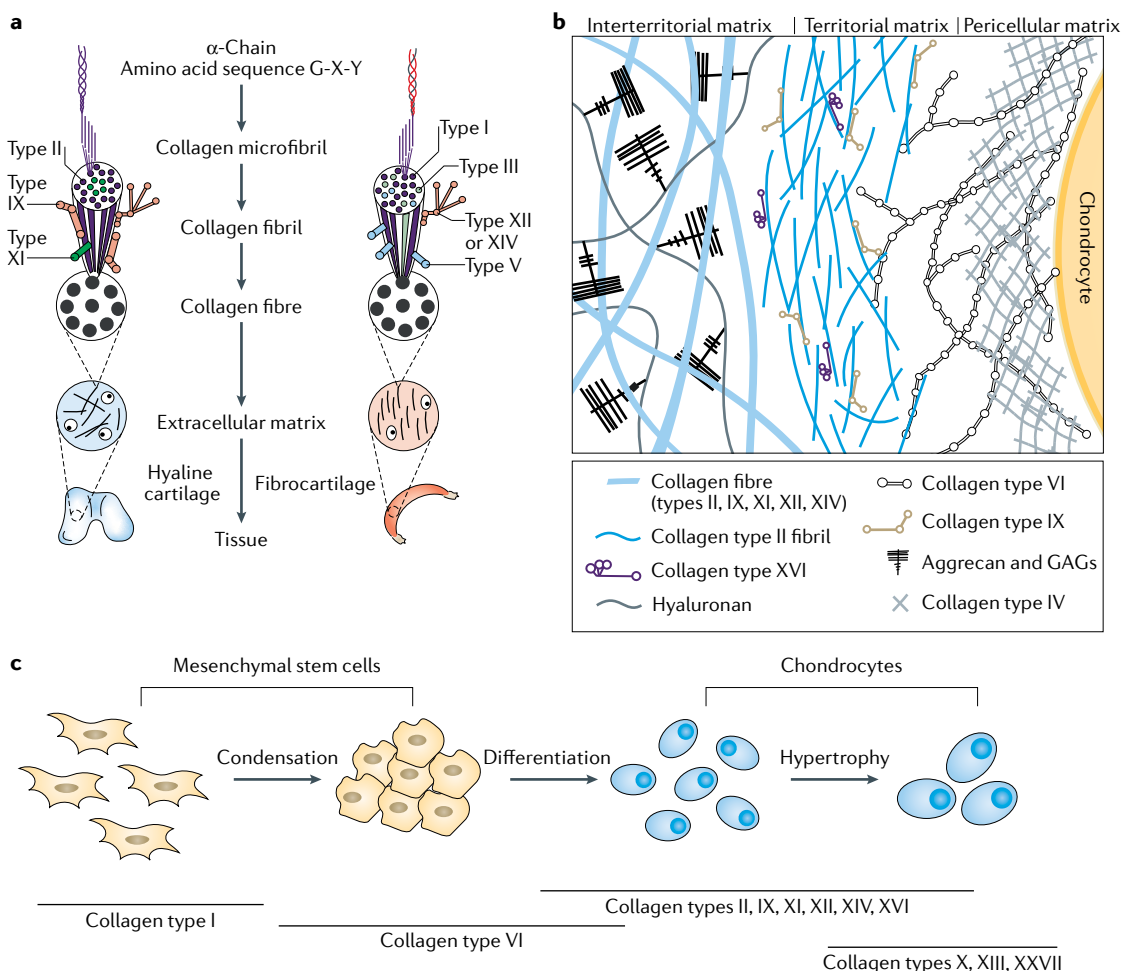 a
α-Chain
Amino acid sequence G-X-Y
Collagen microfibril
Collagen fibril
Collagen fibre
Extracellular matrix
Hyaline
cartilage
Fibrocartilage
Tissue
Type II
Type
IX
Type
XI
Type I
Type III
Type XII
or XIV
Type V
b
Interterritorial matrix
Territorial matrix
Pericellular matrix
Chondrocyte
Collagen fibre
(types II, IX, XI, XII, XIV)
Collagen type II fibril
Collagen type XVI
Hyaluronan
Collagen type VI
Collagen type IX
Aggrecan and GAGs
Collagen type IV
c
Mesenchymal stem cells
Chondrocytes
Condensation
Differentiation
Hypertrophy
Collagen type I
Collagen type VI
Collagen types II, IX, XI, XII, XIV, XVI
Collagen types X, XIII, XXVII